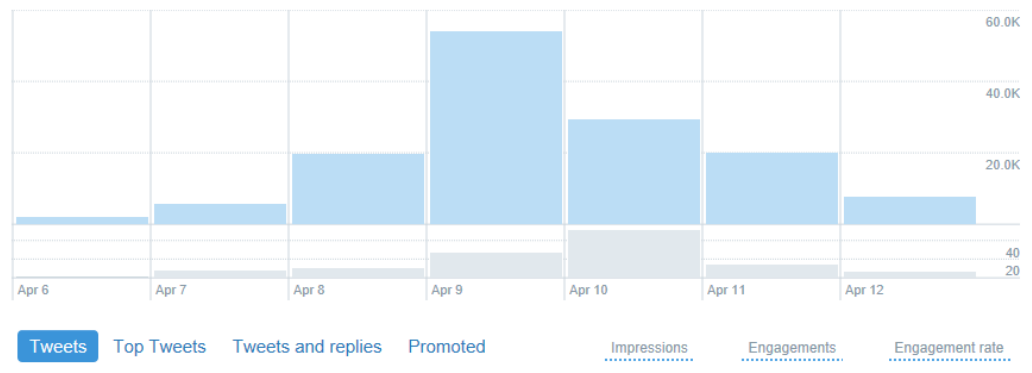 60.0K
40.0K
20.0K
40
20
Apr 6 Apr 7 Apr 8 Apr 9 Apr 10 Apr 11 Apr 12
Tweets Top Tweets Tweets and replies Promoted Impressions Engagements Engagement rate